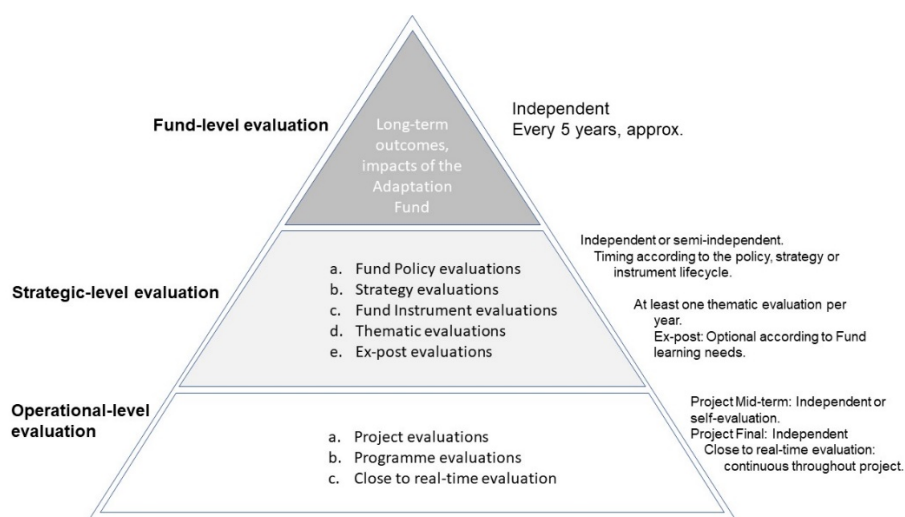 Fund-level evaluation
Long-term
outcomes,
impacts of the
Adaptation
Fund
Independent
Every 5 years, approx.
Strategic-level evaluation
a. Fund Policy evaluations
b. Strategy evaluations
c. Fund Instrument evaluations
d. Thematic evaluations
e. Ex-post evaluations
Independent or semi-independent.
Timing according to the policy, strategy or
instrument lifecycle.
At least one thematic evaluation per
year.
Ex-post: Optional according to Fund
learning needs.
Operational-level
evaluation
a. Project evaluations
b. Programme evaluations
c. Close to real-time evaluation
Project Mid-term: Independent or
self-evaluation.
Project Final: Independent
Close to real-time evaluation:
continuous throughout project.